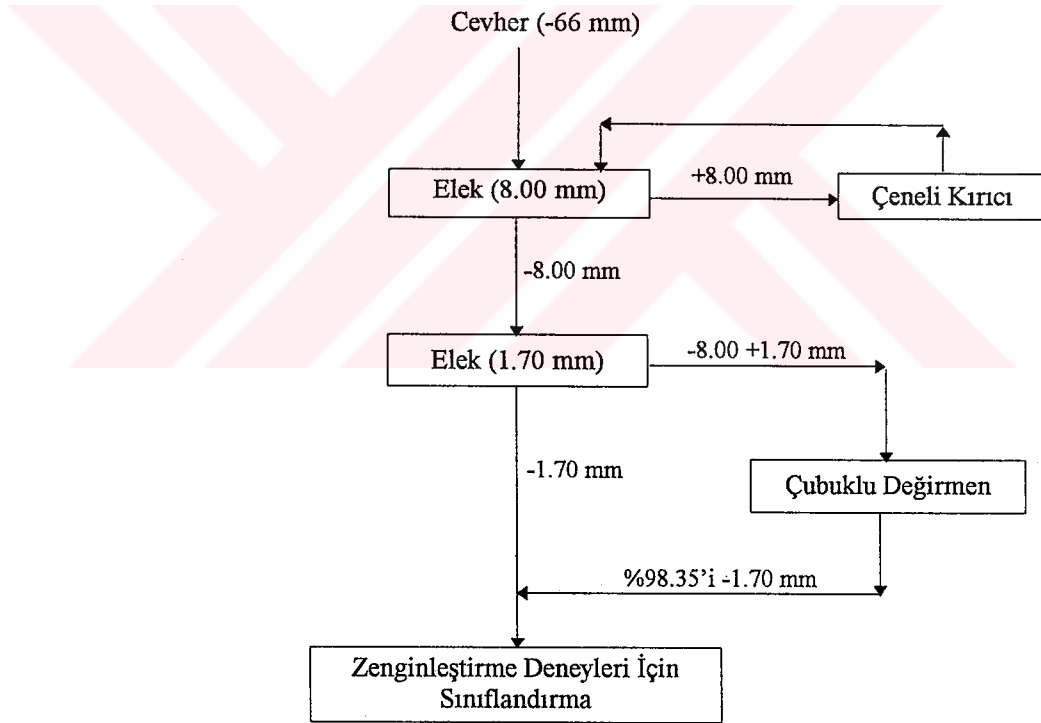 Cevher (-66 mm)
Elek (8.00 mm)
+8.00 mm
Çeneli Kırıcı
-8.00 mm
Elek (1.70 mm)
-8.00 +1.70 mm
-1.70 mm
Çubuklu Değirmen
%98.35'i -1.70 mm
Zenginleştirme Deneyleri İçin
Sınıflandırma